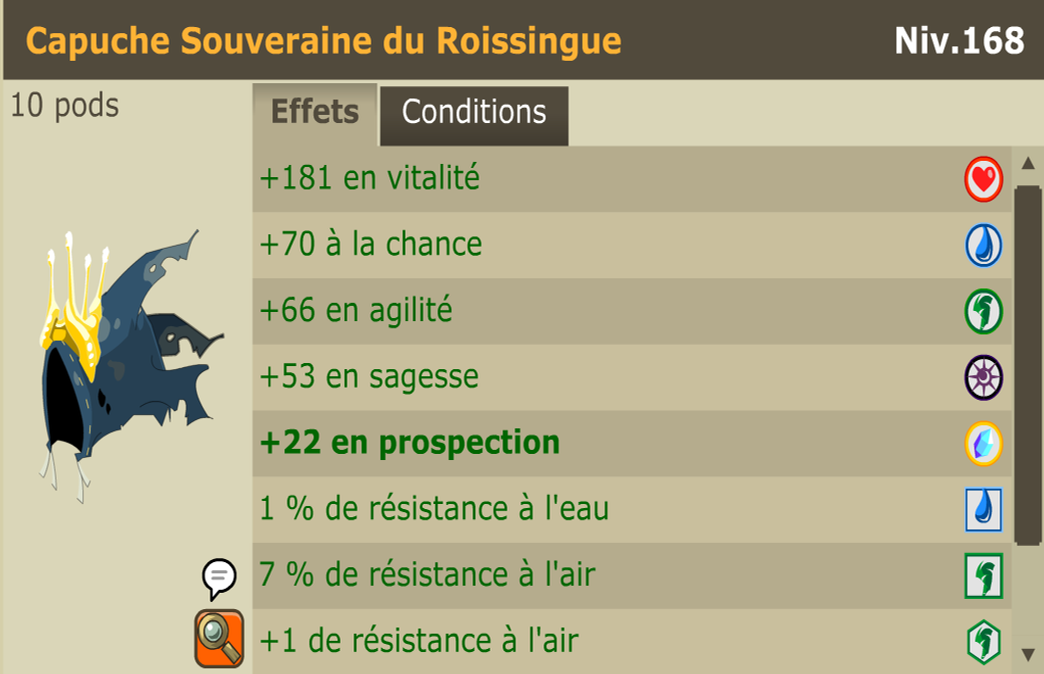 Capuche Souveraine du Roissingue
Niv.168
10 pods
Effets
Conditions
+181 en vitalité
+70 à la chance
+66 en agilité
+53 en sagesse
+22 en prospection
1 % de résistance à l'eau
7 % de résistance à l'air
+1 de résistance à l'air